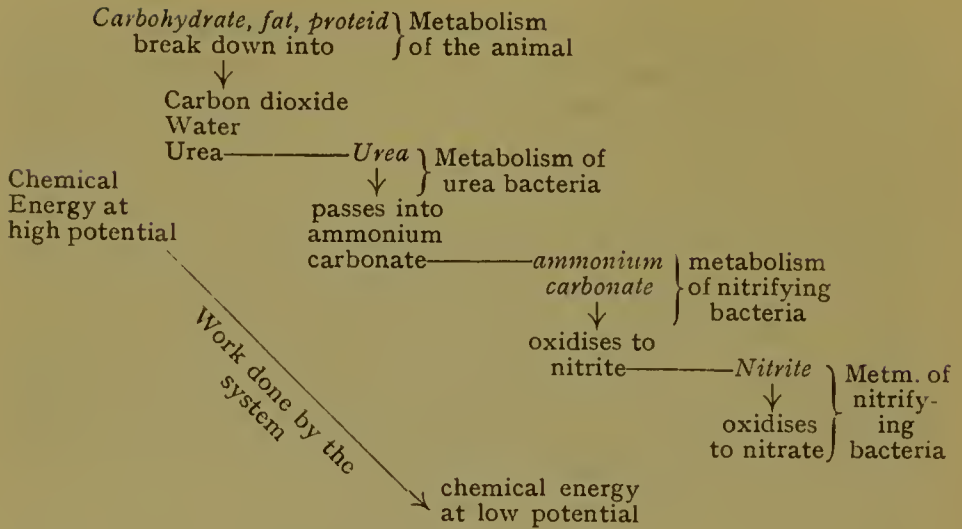 Carbohydrate, fat, proteid
break down into
Metabolism
of the animal
Carbon dioxide
Water
Urea
Urea
Metabolism of
urea bacteria
passes into
ammonium
carbonate
Chemical
Energy at
high potential
ammonium
carbonate
metabolism
of nitrifying
bacteria
oxidises to
nitrite
Nitrite
Metm. of
nitrify-
ing
bacteria
oxidises
to nitrate
Work done by the
system
chemical energy
at low potential